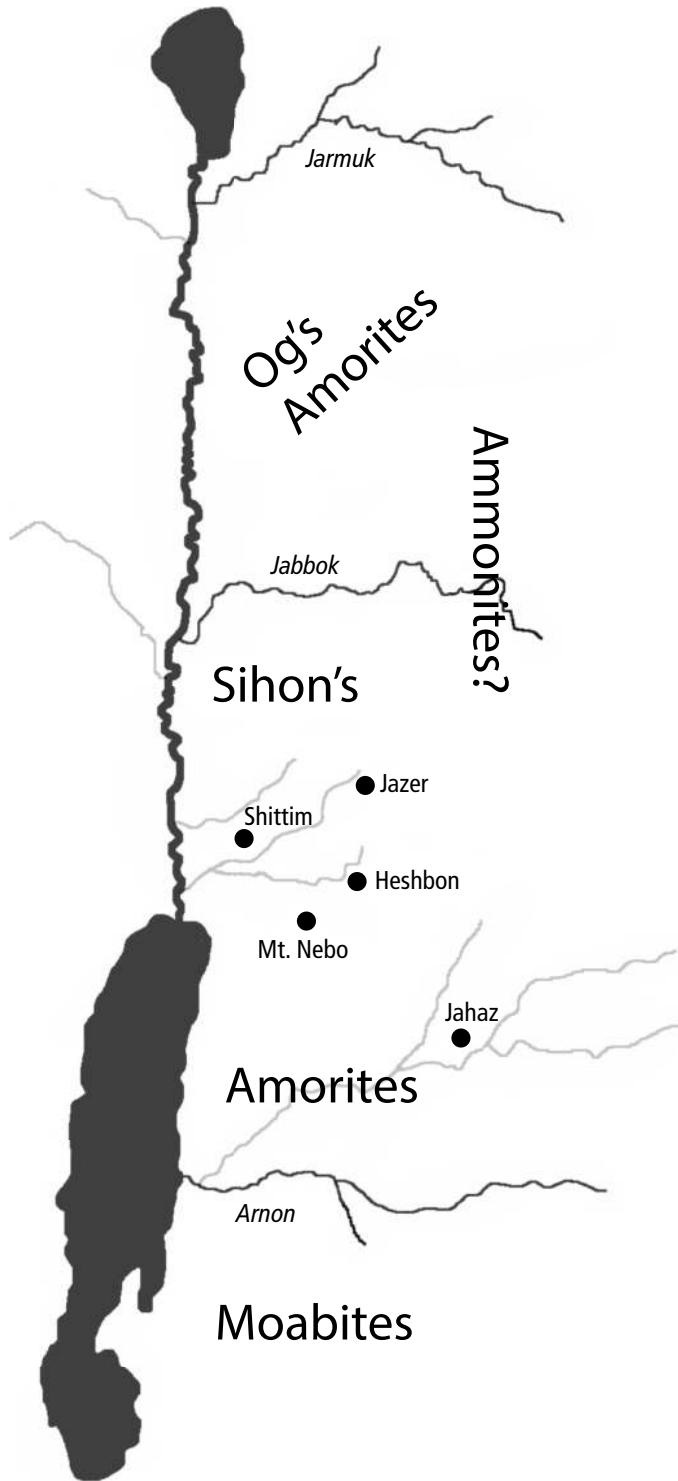 Jarmuk
Og's
Amorites
Ammonites?
Jabbok
Sihon's
Jazer
Shittim
Heshbon
Mt. Nebo
Jahaz
Amorites
Arnon
Moabites